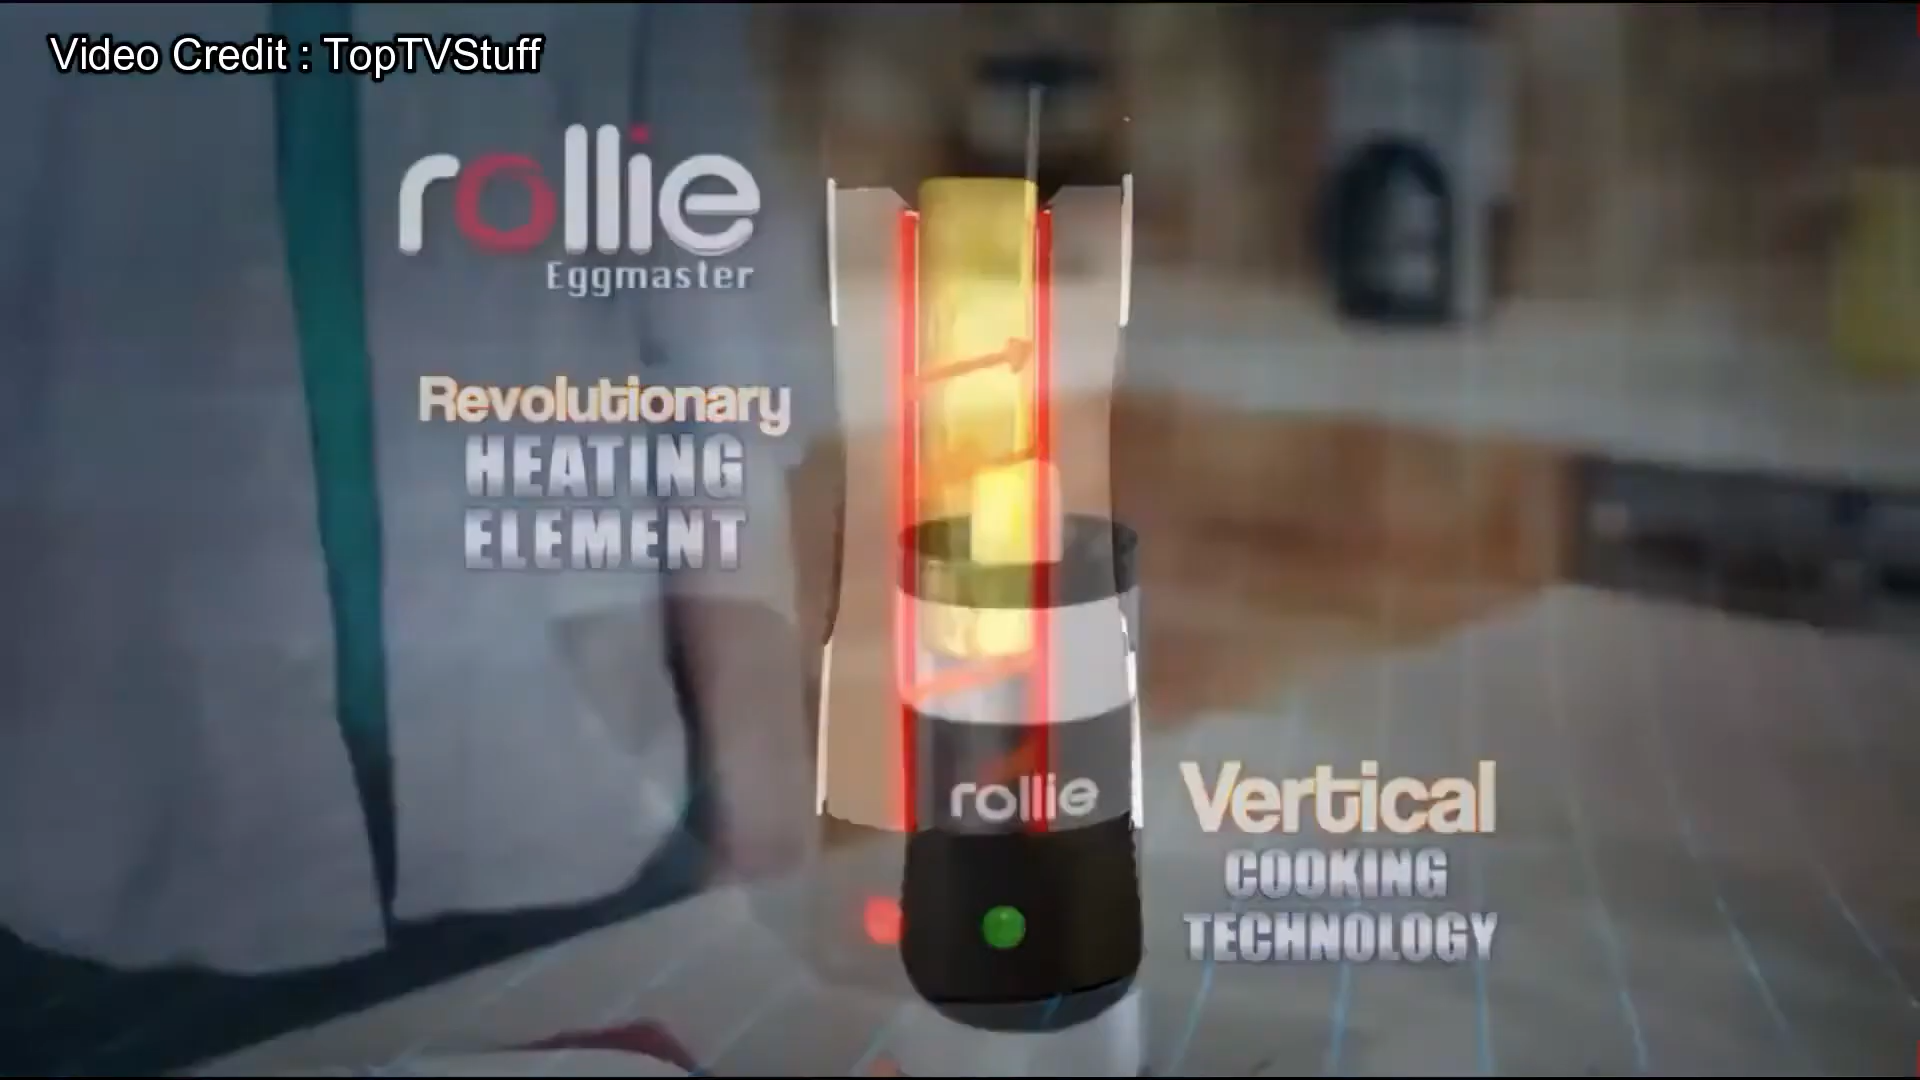 Video Credit : TopTVStuff
rollie
Eggmaster
Revolutionary
HEATING
ELEMENT
rollie
Vertical
COOKING
TECHNOLOGY